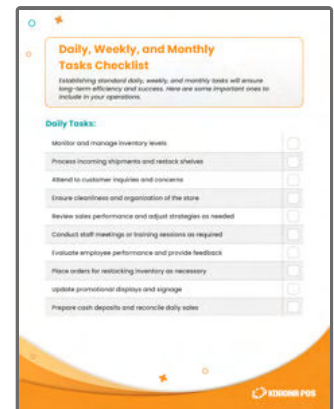 Daily, Weekly, and Monthly
Tasks Checklist
Establishing standard daily, weekly, and monthly tasks will ensure
long-term efficiency and success. Here are some important ones to
include in your operations.
Daily Tasks:
Monitor and manage inventory levels
Process incoming shipments and restock shelves
Attend to customer inquiries and concerns
Ensure cleanliness and organization of the store
Review sales performance and adjust strategies as needed
Conduct staff meetings or training sessions as required
Evaluate employee performance and provide feedback
Place orders for restocking inventory as necessary
Update promotional displays and signage
Prepare cash deposits and reconcile daily sales
KORONA POS